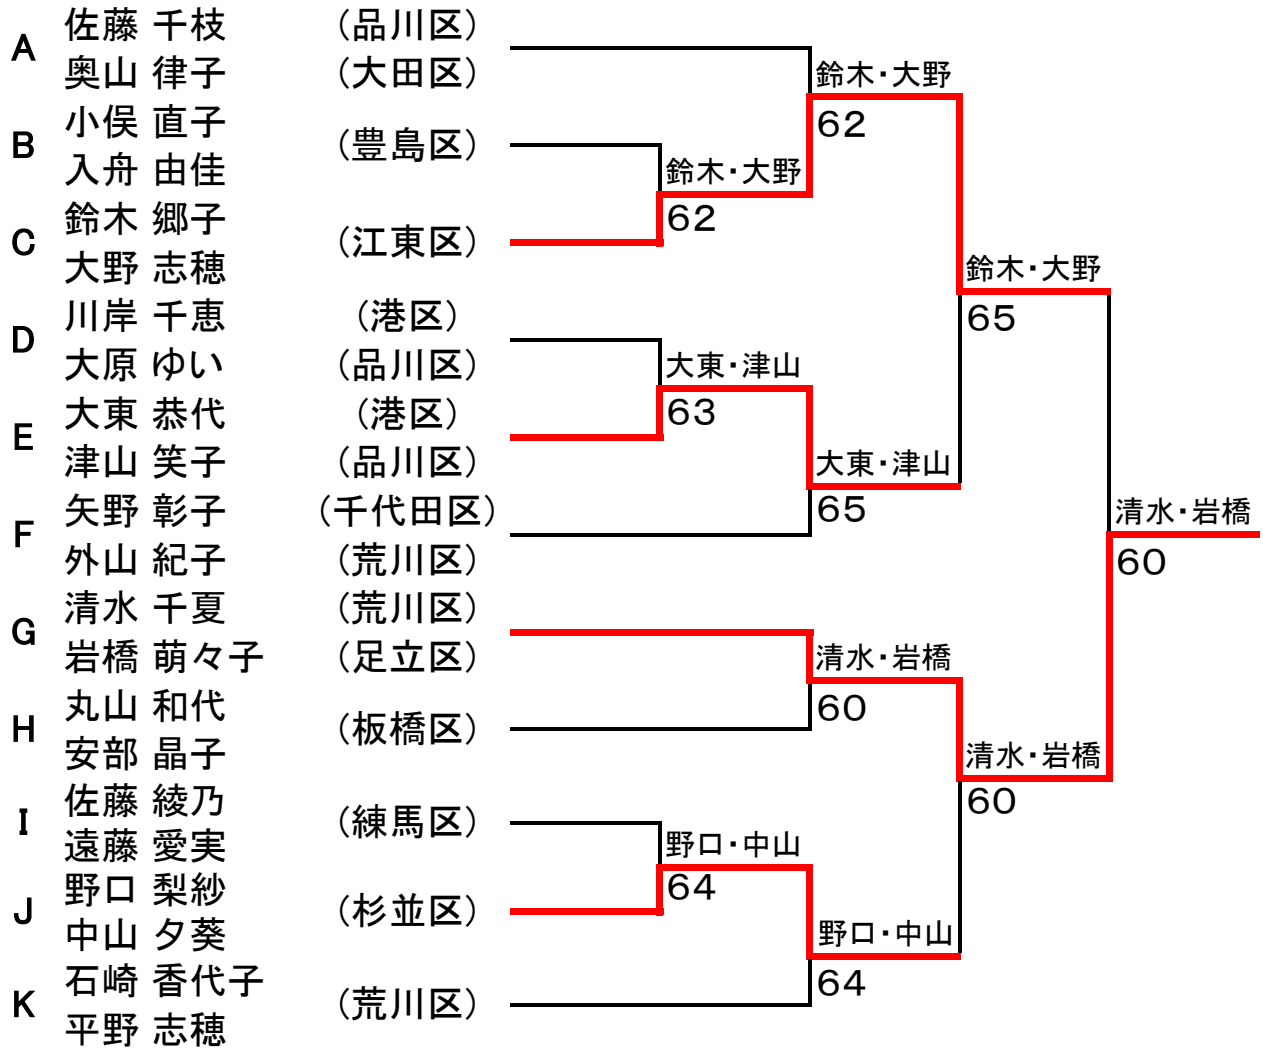 A
佐藤 千枝 (品川区)
奥山 律子 (大田区)
B
小俣 直子
(豊島区)
入舟 由佳
C
鈴木 郷子
(江東区)
大野 志穂
D
川岸 千恵 (港区)
大原 ゆい (品川区)
E
大東 恭代 (港区)
津山 笑子 (品川区)
F
矢野 彰子 (千代田区)
外山 紀子 (荒川区)
G
清水 千夏 (荒川区)
岩橋 萌々子 (足立区)
H
丸山 和代
(板橋区)
安部 晶子
I
佐藤 綾乃
(練馬区)
遠藤 愛実
J
野口 梨紗
(杉並区)
中山 夕葵
K
石崎 香代子
(荒川区)
平野 志穂
鈴木・大野
62
大東・津山
63
野口・中山
64
鈴木・大野
62
大東・津山
65
清水・岩橋
60
野口・中山
64
鈴木・大野
65
清水・岩橋
60
清水・岩橋
60